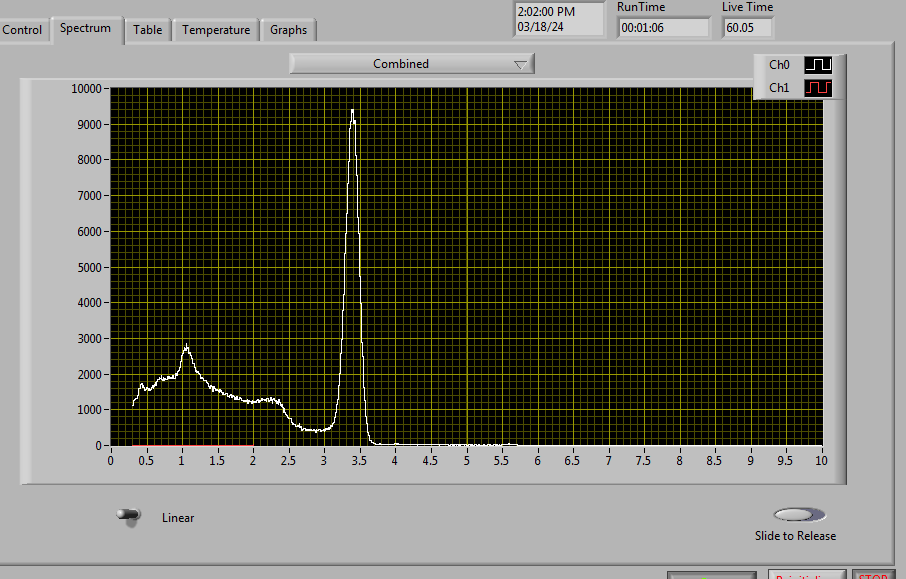 Control Spectrum Table Temperature Graphs
2:02:00 PM
03/18/24
RunTime
00:01:06
Live Time
60.05
Combined
Ch0
Ch1
10000
9000
8000
7000
6000
5000
4000
3000
2000
1000
0
0 0.5 1 1.5 2 2.5 3 3.5 4 4.5 5 5.5 6 6.5 7 7.5 8 8.5 9 9.5 10
Linear
Slide to Release
STOP